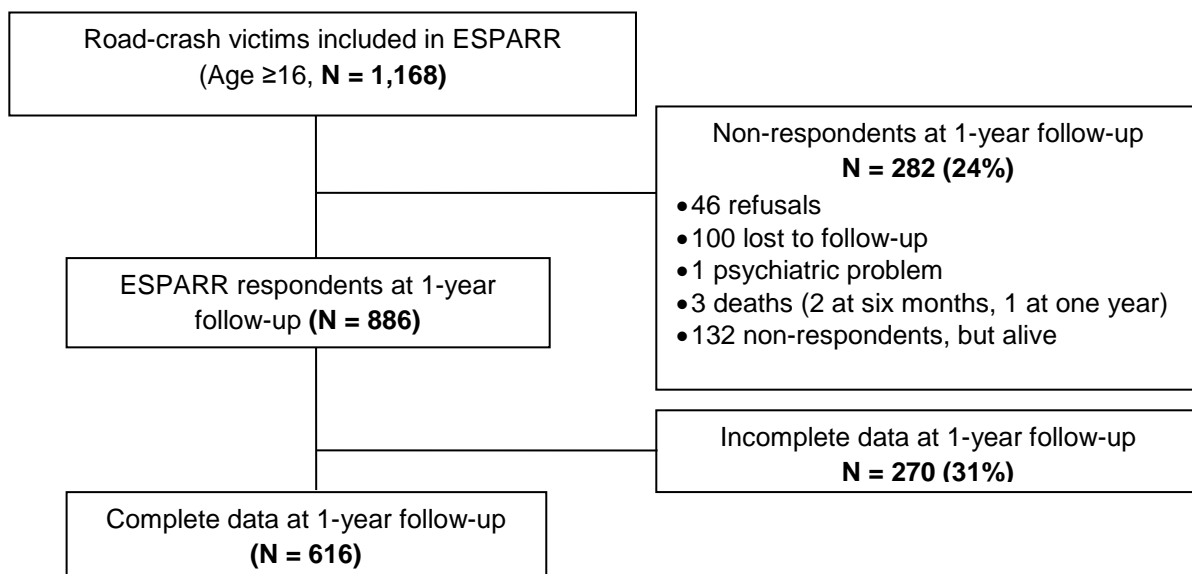 Road-crash victims included in ESPARR
(Age ≥16, N = 1,168)
Non-respondents at 1-year follow-up
N = 282 (24%)
•46 refusals
•100 lost to follow-up
•1 psychiatric problem
•3 deaths (2 at six months, 1 at one year)
•132 non-respondents, but alive
ESPARR respondents at 1-year
follow-up (N = 886)
Incomplete data at 1-year follow-up
N = 270 (31%)
Complete data at 1-year follow-up
(N = 616)